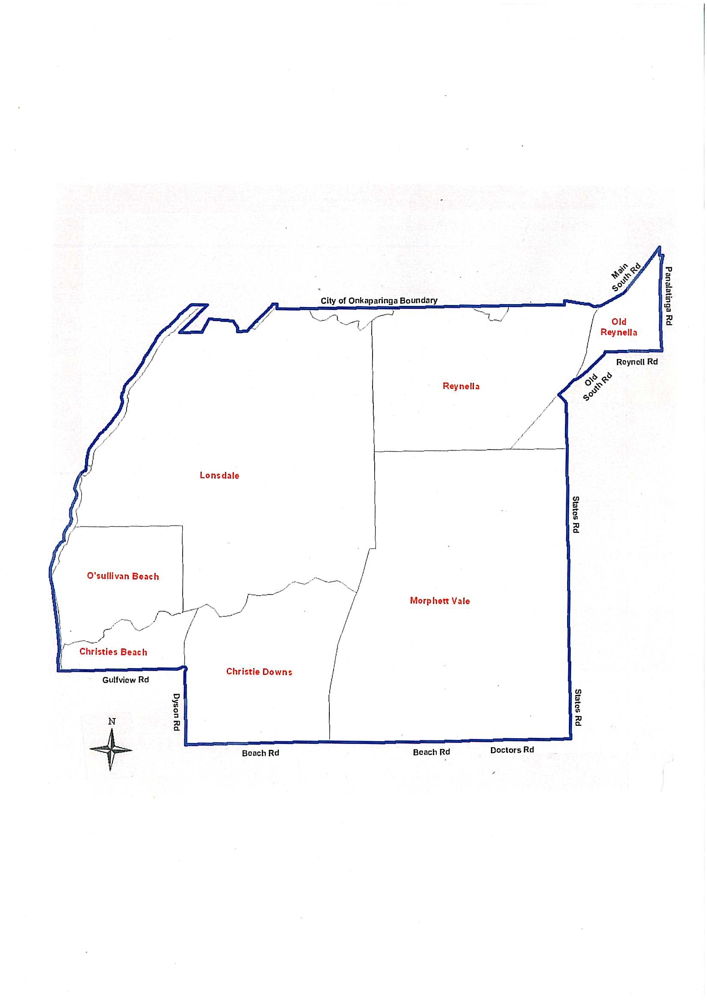 Main
South Rd
Panalatinga Rd
City of Onkaparinga Boundary
Old
Reynella
Reynell Rd
Old
South Rd
Reynella
Lonsdale
States Rd
O'sullivan Beach
Morphett Vale
Christies Beach
Christie Downs
Gulfview Rd
Dyson Rd
States Rd
N
Beach Rd
Beach Rd
Doctors Rd